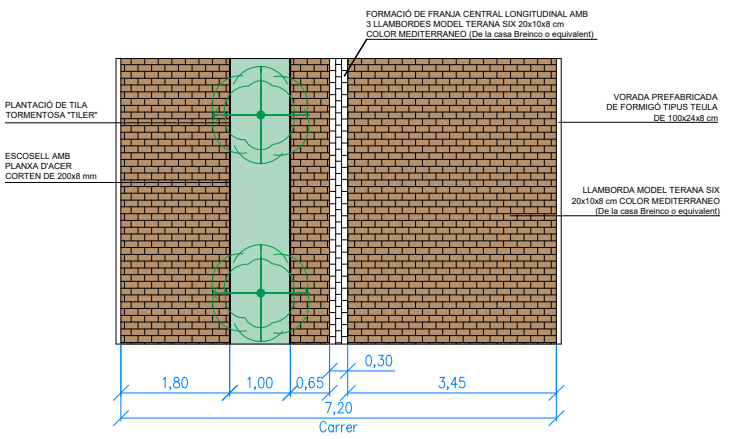 FORMACIÓ DE FRANJA CENTRAL LONGITUDINAL AMB
3 LLAMBORDES MODEL TERANA SIX 20x10x8 cm
COLOR MEDITERRANEO (De la casa Breinco o equivalent)
PLANTACIÓ DE TILA
TORMENTOSA "TILER"
ESCOSELL AMB
PLANXA D'ACER
CORTEN DE 200x8 mm
VORADA PREFABRICADA
DE FORMIGÓ TIPUS TEULA
DE 100x24x8 cm
LLAMBORDA MODEL TERANA SIX
20x10x8 cm COLOR MEDITERRANEO
(De la casa Breinco o equivalent)
0,30
1,80 1,00 0,65 3,45
7,20
Carrer